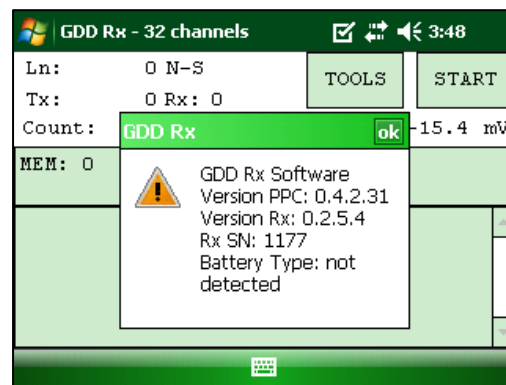 GDD Rx - 32 channels 3:48
Ln: 0 N-S
TOOLS
START
Tx: 0 Rx: 0
Count:
-15.4 mV
GDD Rx ok
MEM: 0
GDD Rx Software
Version PPC: 0.4.2.31
Version Rx: 0.2.5.4
Rx SN: 1177
Battery Type: not
detected